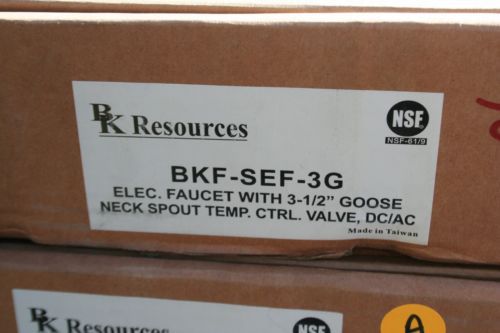 BK Resources
NSF
NSF-61/9
BKF-SEF-3G
ELEC. FAUCET WITH 3-1/2" GOOSE
NECK SPOUT TEMP. CTRL. VALVE, DC/AC
Made in Taiwan
BK Resources
NSF
A